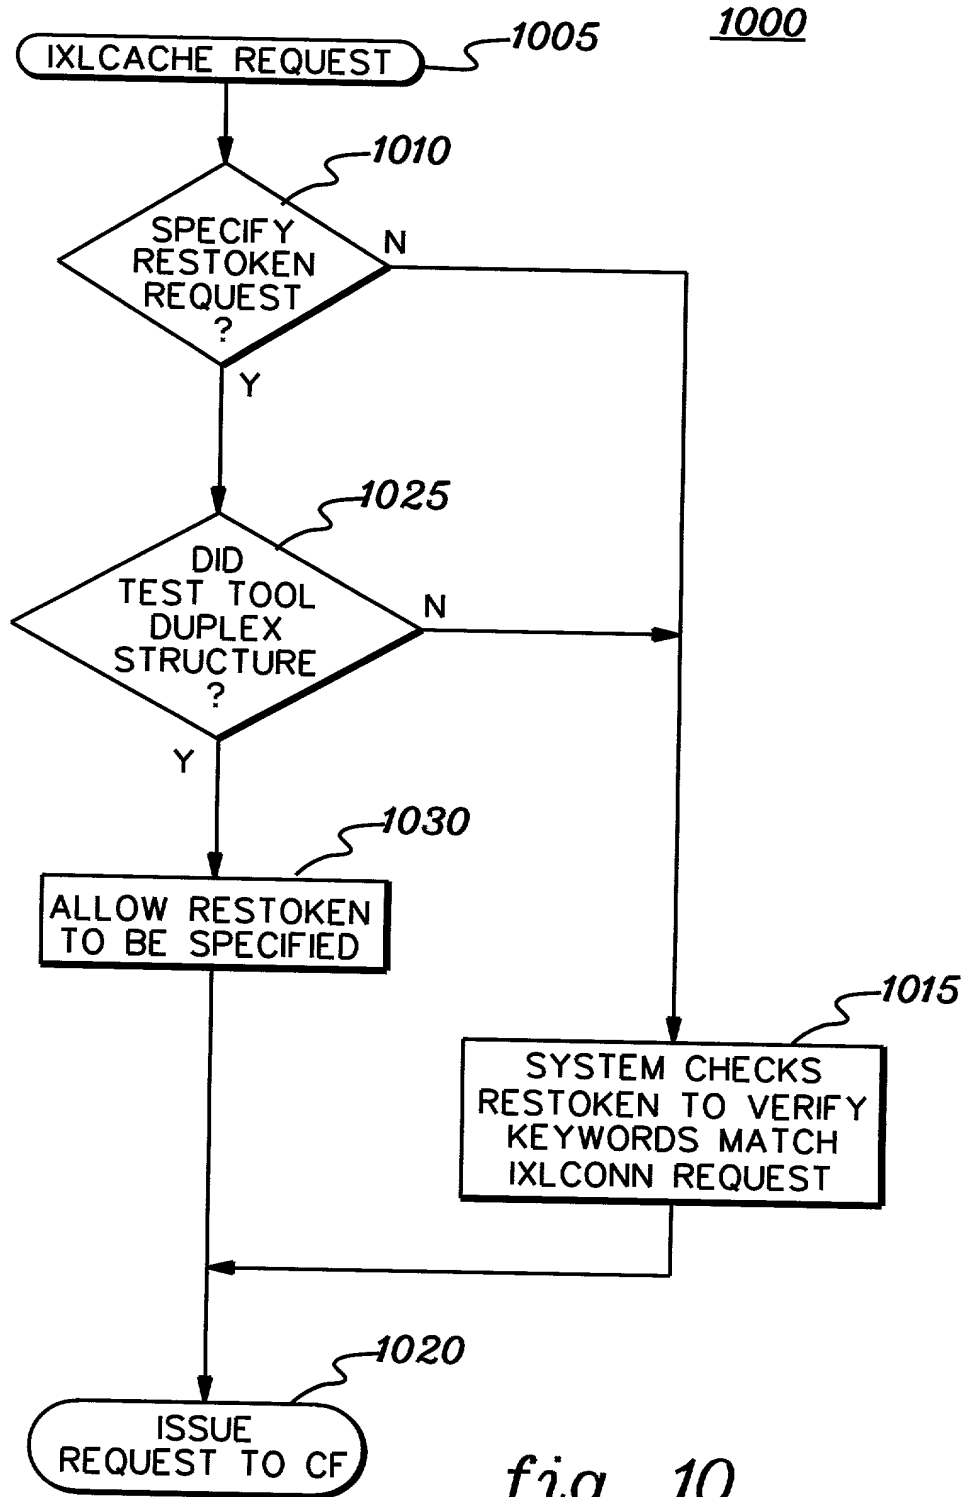 1000
IXLCACHE REQUEST
1005
1010
SPECIFY
RESTOKEN
REQUEST
?
N
Y
1025
DID
TEST TOOL
DUPLEX
STRUCTURE
?
N
Y
1030
ALLOW RESTOKEN
TO BE SPECIFIED
1015
SYSTEM CHECKS
RESTOKEN TO VERIFY
KEYWORDS MATCH
IXLCONN REQUEST
1020
ISSUE
REQUEST TO CF
fig. 10